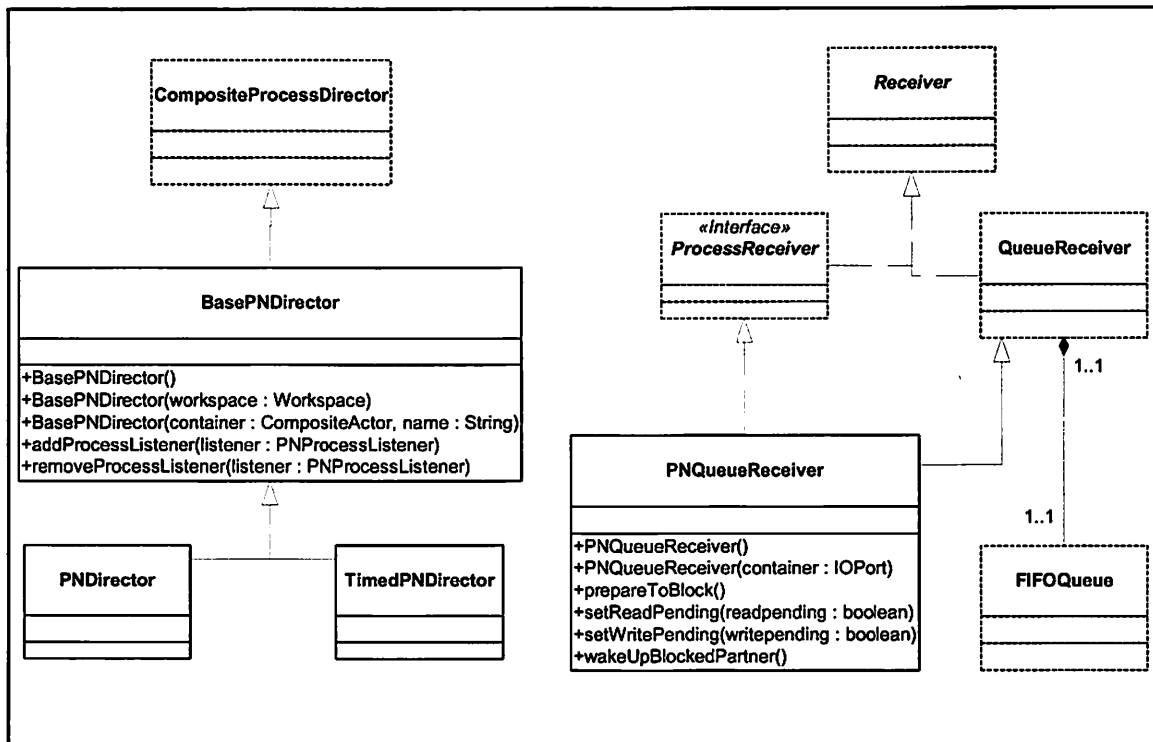 CompositeProcessDirector
BasePNDirector
+BasePNDirector()
+BasePNDirector(workspace : Workspace)
+BasePNDirector(container : CompositeActor, name : String)
+addProcessListener(listener : PNProcessListener)
+removeProcessListener(listener : PNProcessListener)
PNDirector
TimedPNDirector
Receiver
«Interface»
ProcessReceiver
QueueReceiver
1..1
PNQueueReceiver
+PNQueueReceiver()
+PNQueueReceiver(container : IOPort)
+prepareToBlock()
+setReadPending(readpending : boolean)
+setWritePending(writepending : boolean)
+wakeUpBlockedPartner()
1..1
FIFOQueue